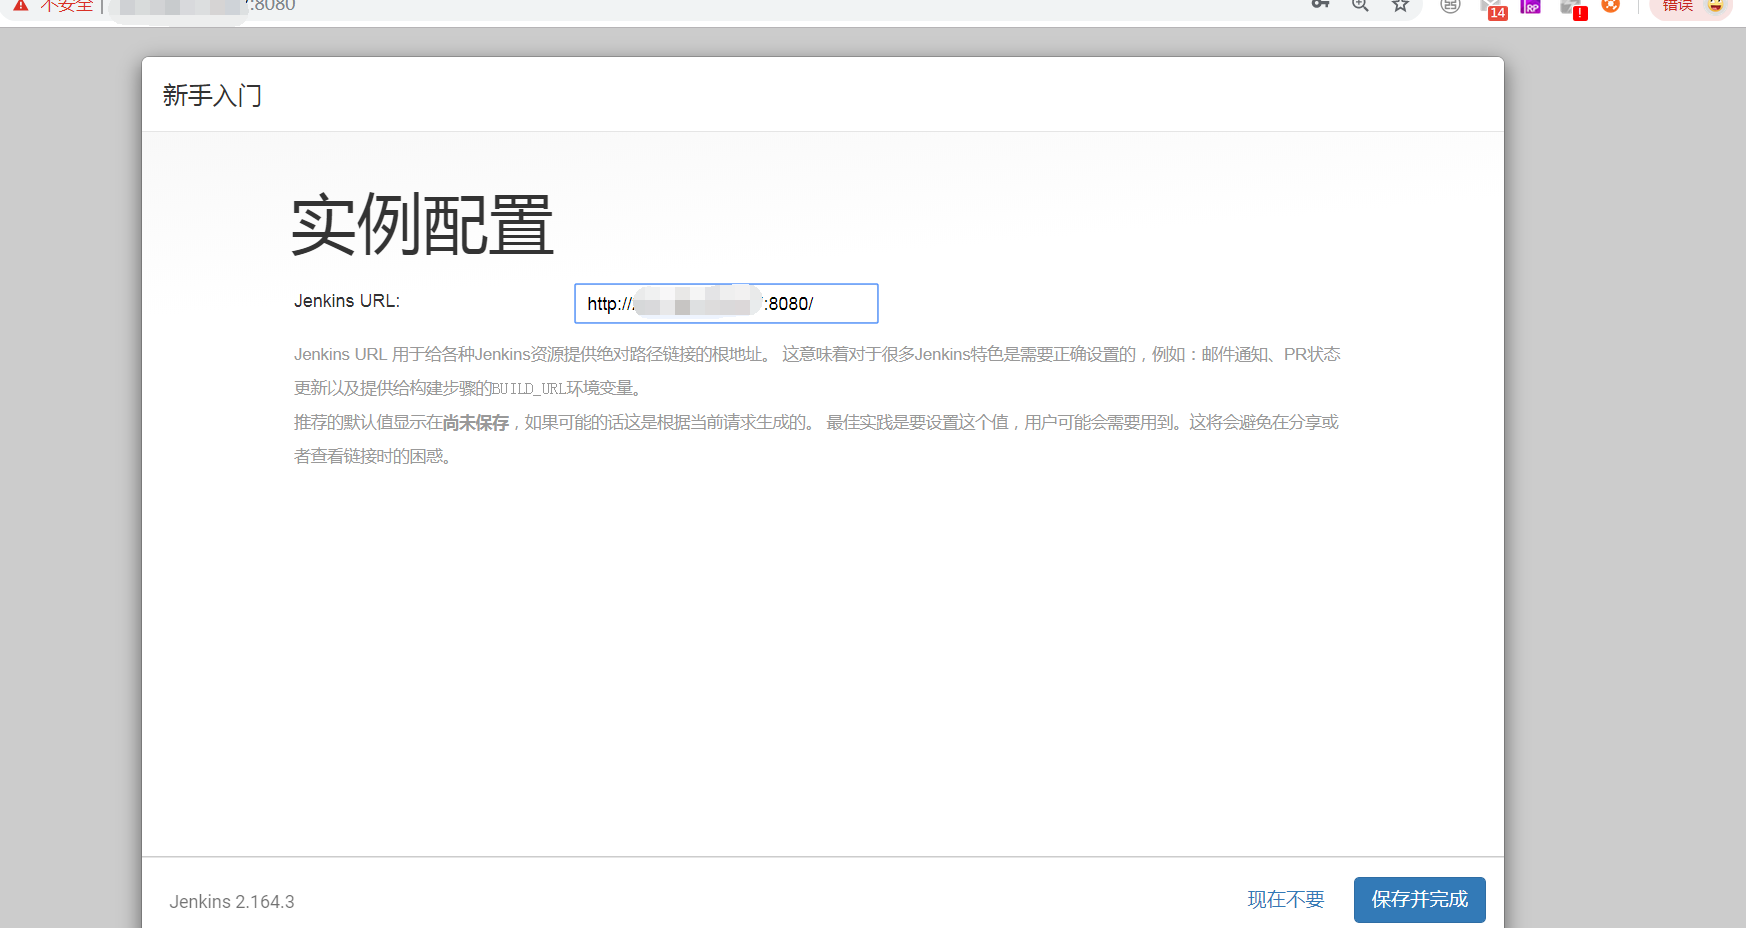 不安全 | :8080
14
RP
!
错误
新手入门
实例配置
Jenkins URL:
http:// :8080/
Jenkins URL 用于给各种Jenkins资源提供绝对路径链接的根地址。 这意味着对于很多Jenkins特色是需要正确设置的，例如：邮件通知、PR状态
更新以及提供给构建步骤的BUILD_URL环境变量。
推荐的默认值显示在尚未保存，如果可能的话这是根据当前请求生成的。 最佳实践是要设置这个值，用户可能会需要用到。这将会避免在分享或
者查看链接时的困惑。
Jenkins 2.164.3
现在不要
保存并完成